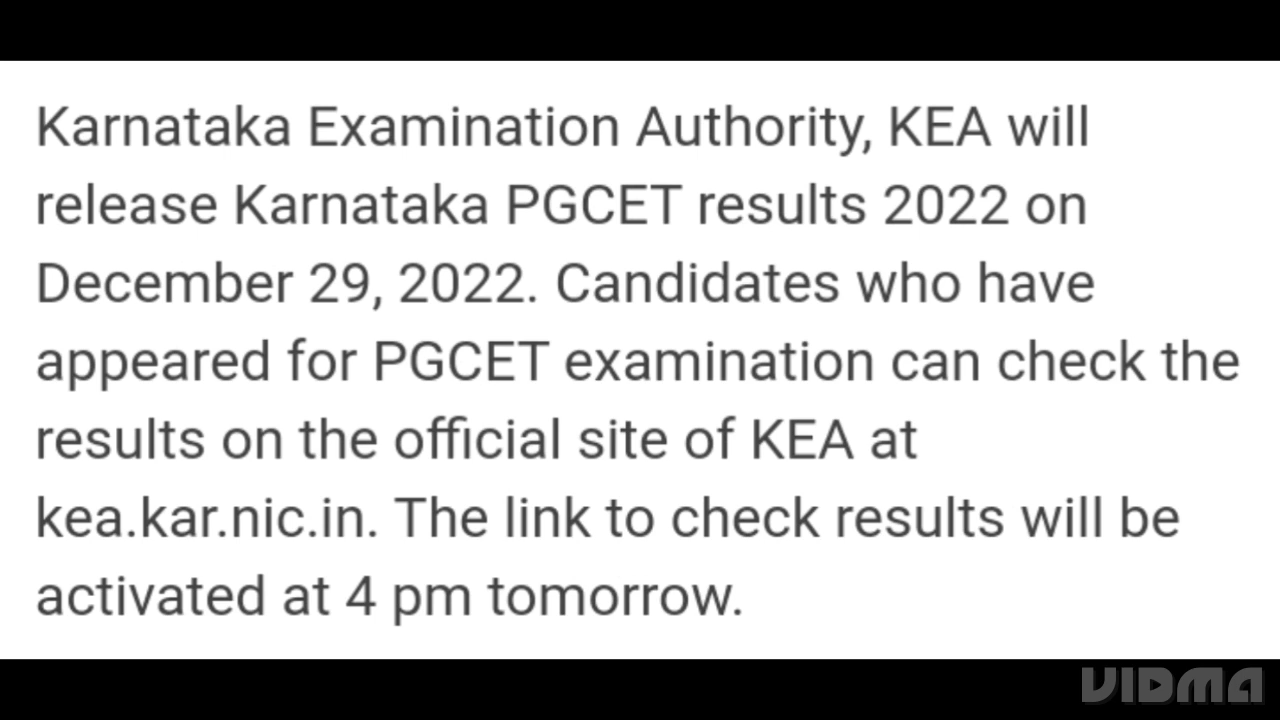 Karnataka Examination Authority, KEA will
release Karnataka PGCET results 2022 on
December 29, 2022. Candidates who have
appeared for PGCET examination can check the
results on the official site of KEA at
kea.kar.nic.in. The link to check results will be
activated at 4 pm tomorrow.
VIDMA